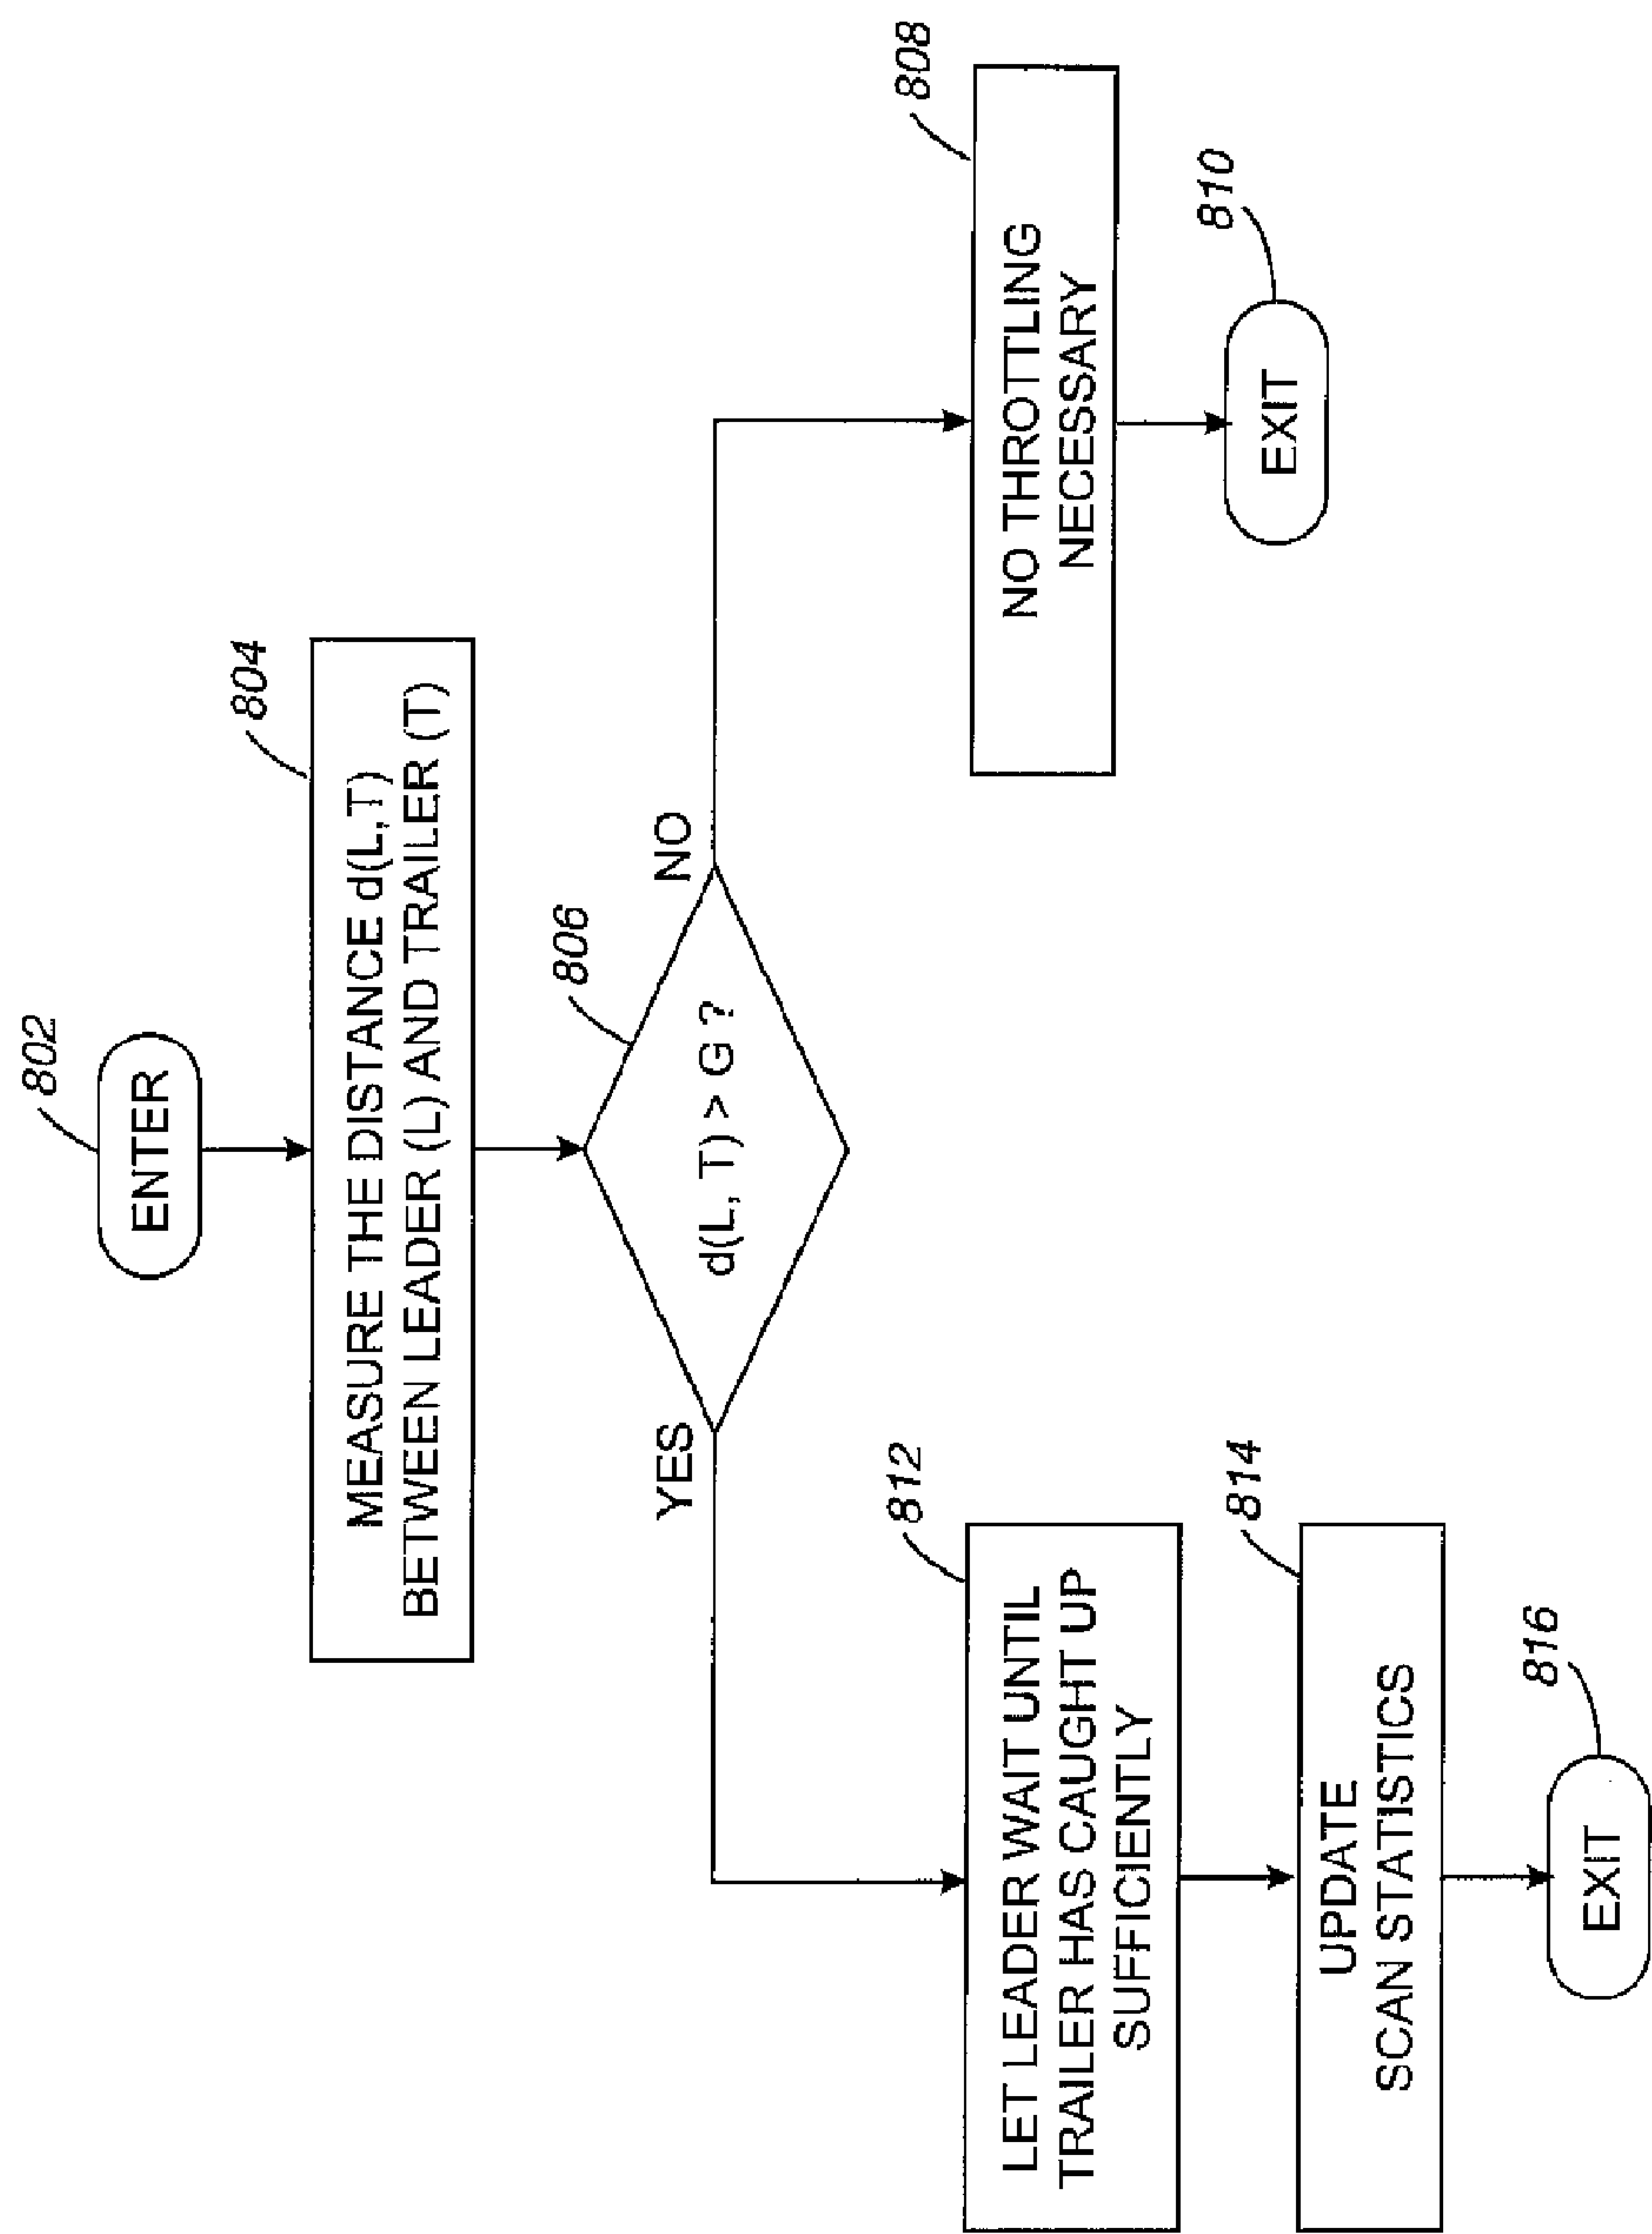 802
ENTER
804
MEASURE THE DISTANCE d(L,T)
BETWEEN LEADER (L) AND TRAILER (T)
806
d(L, T) > G ?
YES
NO
812
LET LEADER WAIT UNTIL
TRAILER HAS CAUGHT UP
SUFFICIENTLY
814
UPDATE
SCAN STATISTICS
816
EXIT
808
NO THROTTLING
NECESSARY
810
EXIT